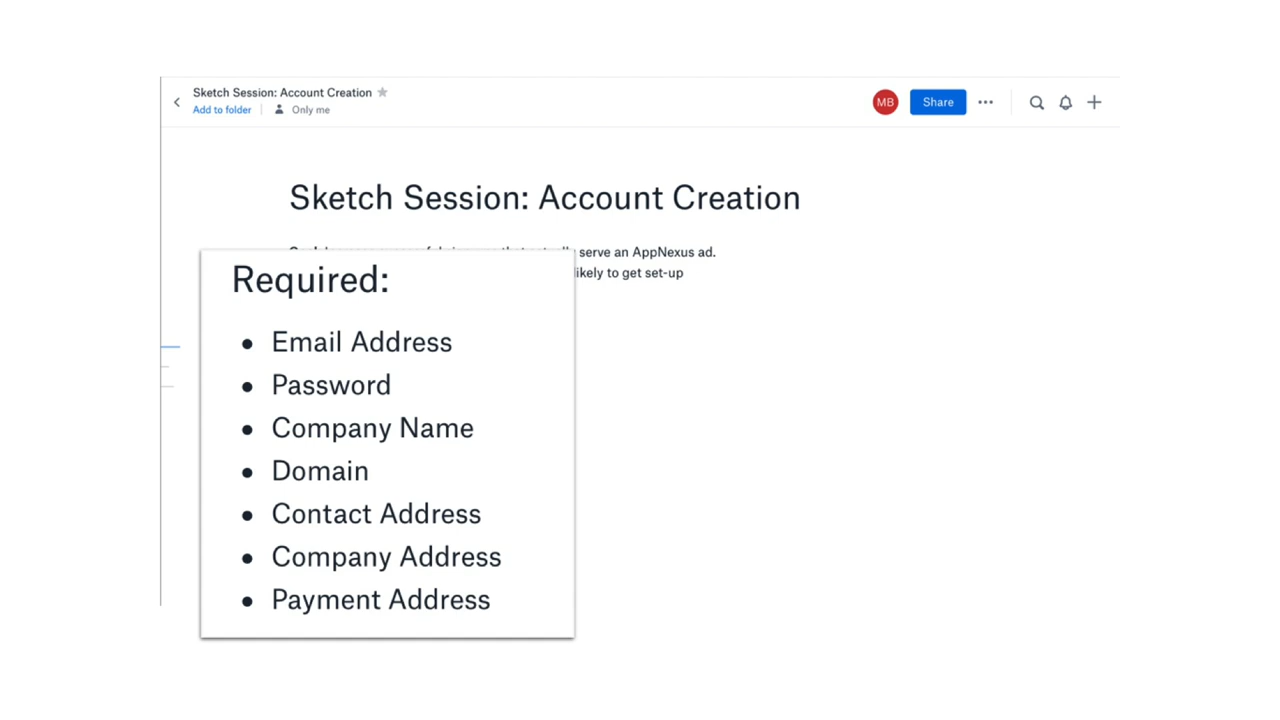 Sketch Session: Account Creation
Add to folder
Only me
MB
Share
Sketch Session: Account Creation
serve an AppNexus ad.
likely to get set-up
Required:
• Email Address
• Password
• Company Name
• Domain
• Contact Address
• Company Address
• Payment Address